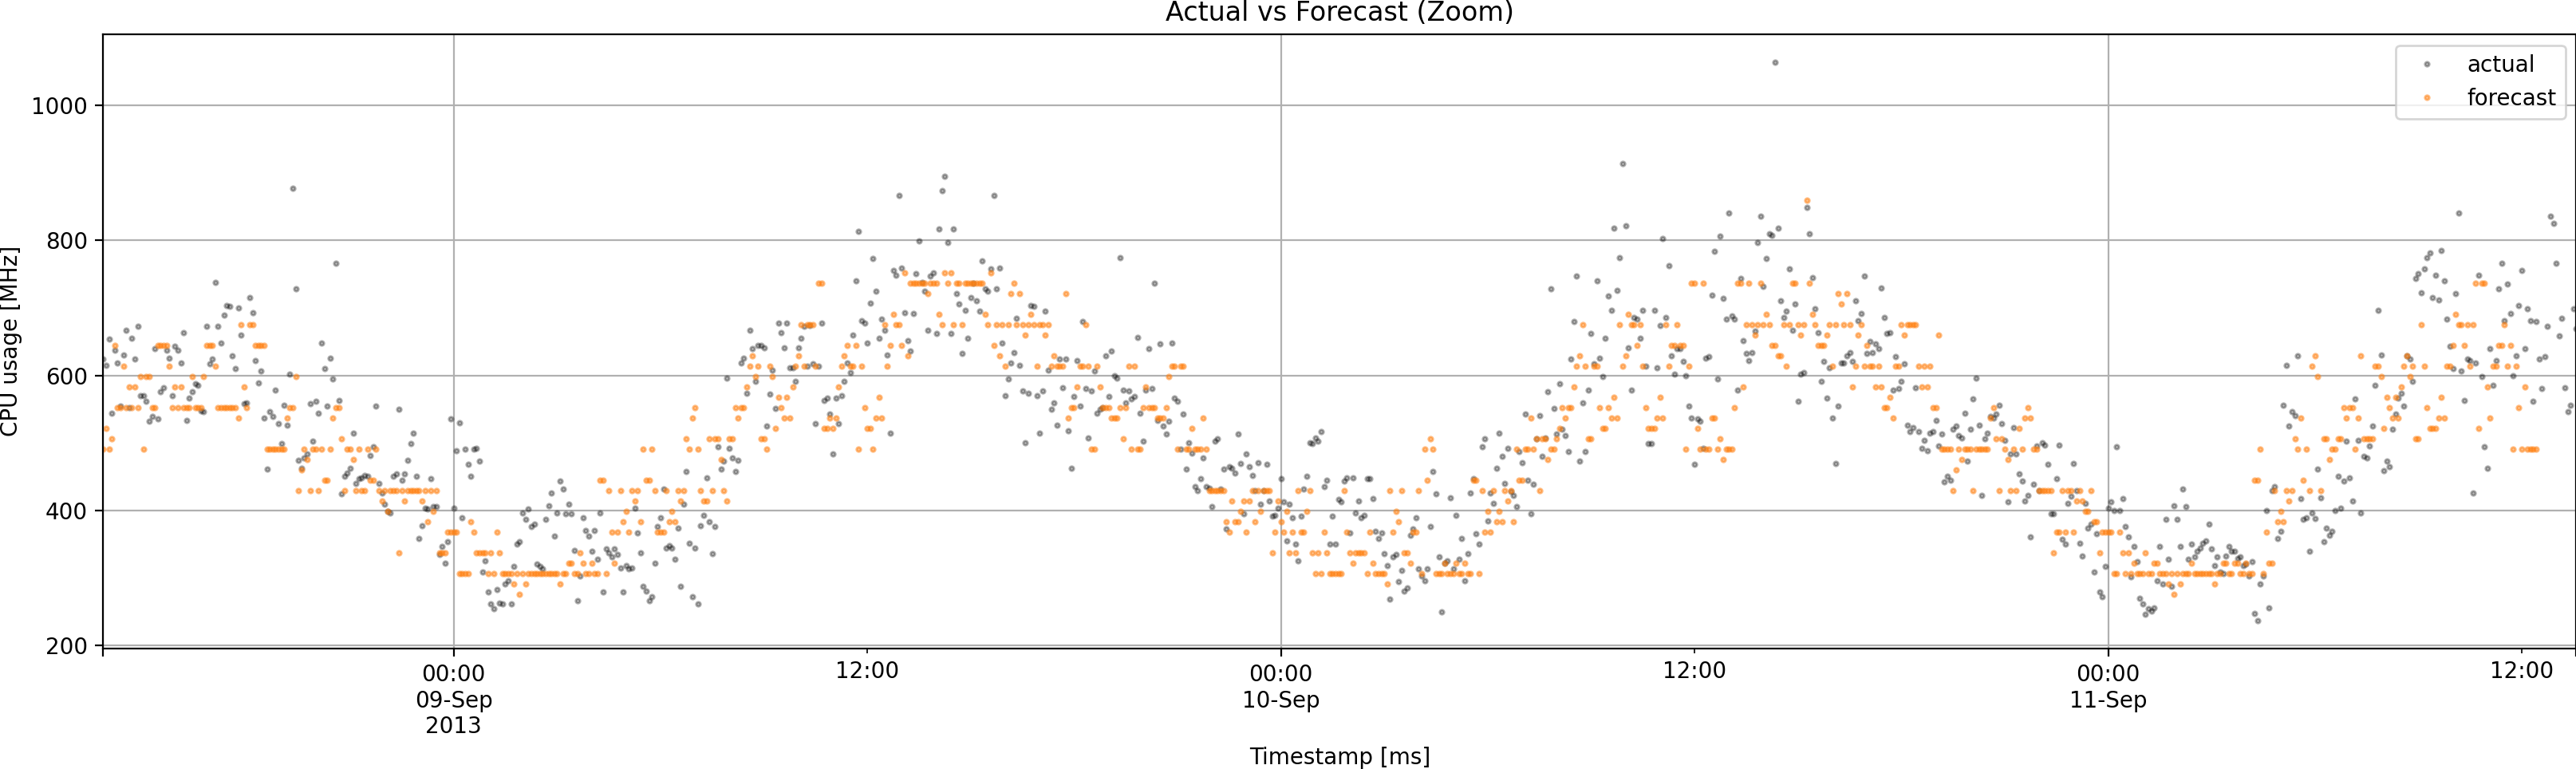 Actual vs Forecast (Zoom)
actual
forecast
CPU usage [MHz]
1000
800
600
400
200
00:00
09-Sep
2013
12:00
00:00
10-Sep
12:00
00:00
11-Sep
12:00
Timestamp [ms]